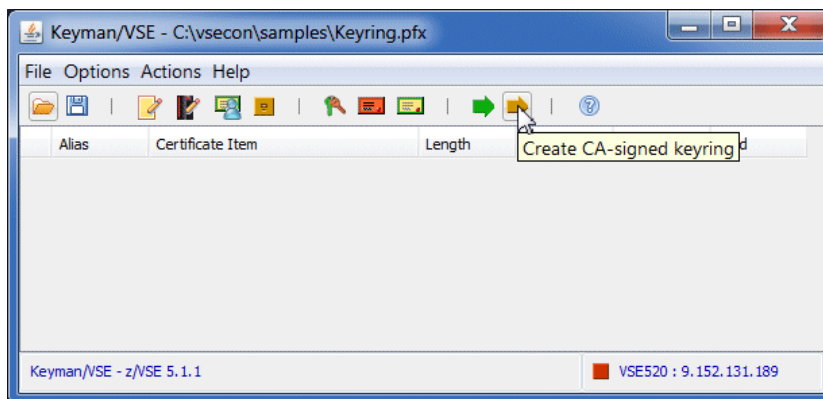 Keyman/VSE - C:\vsecon\samples\Keyring.pfx
File Options Actions Help
Alias Certificate Item Length d
Create CA-signed keyring
Keyman/VSE - z/VSE 5.1.1 VSE520 : 9.152.131.189